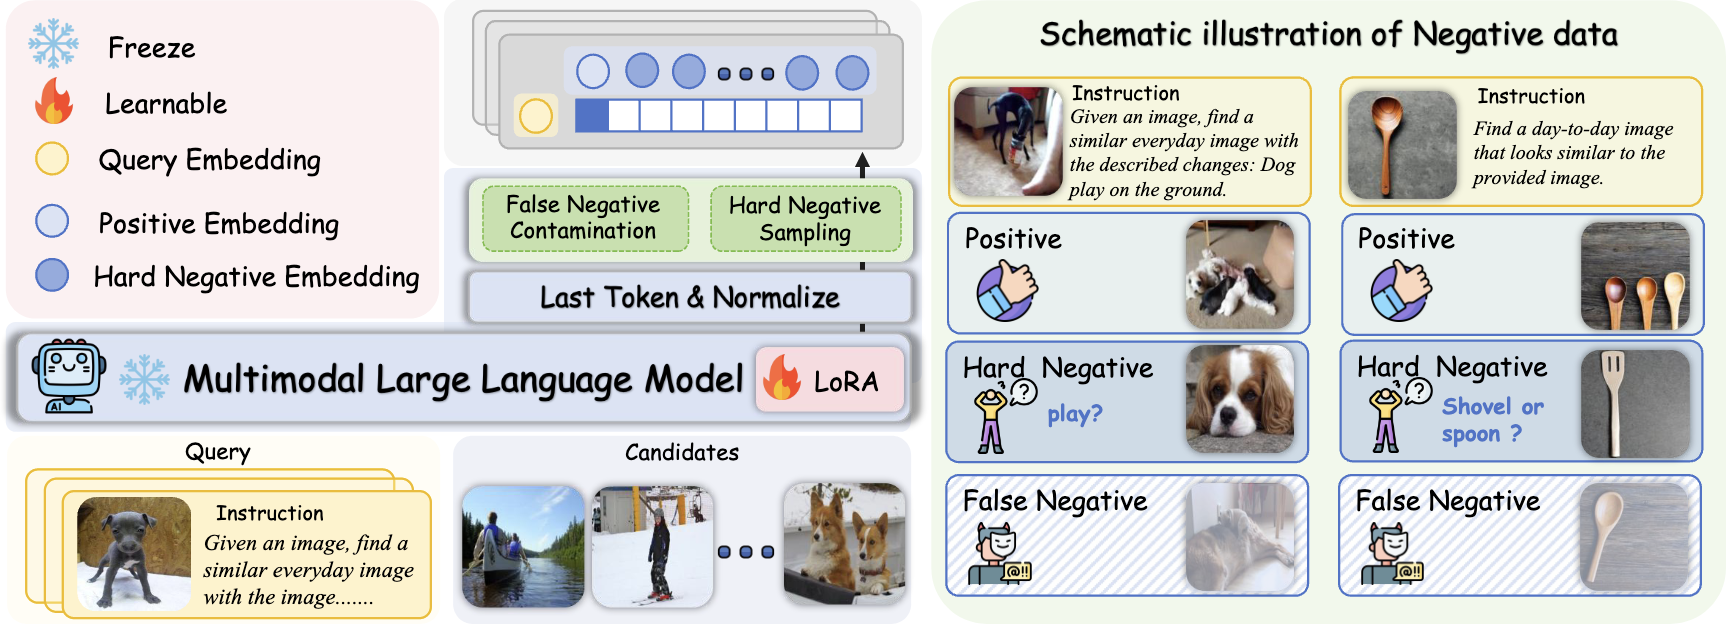 Freeze
Learnable
Query Embedding
Positive Embedding
Hard Negative Embedding
False Negative
Contamination
Hard Negative
Sampling
Last Token & Normalize
AI
Multimodal Large Language Model
LoRA
Query
Instruction
Given an image, find a
similar everyday image
with the image.......
Candidates
Schematic illustration of Negative data
Instruction
Given an image, find a
similar everyday image with
the described changes: Dog
play on the ground.
Positive
Hard Negative
?
play?
False Negative
@!!
Instruction
Find a day-to-day image
that looks similar to the
provided image.
Positive
Hard Negative
?
Shovel or
spoon ?
False Negative
@!!